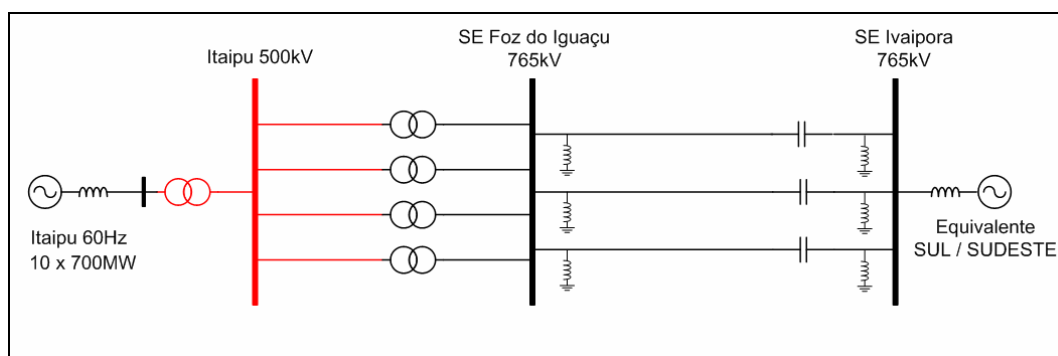 Itaipu 500kV
SE Foz do Iguaçu
765kV
SE Ivaipora
765kV
Itaipu 60Hz
10 x 700MW
Equivalente
SUL / SUDESTE